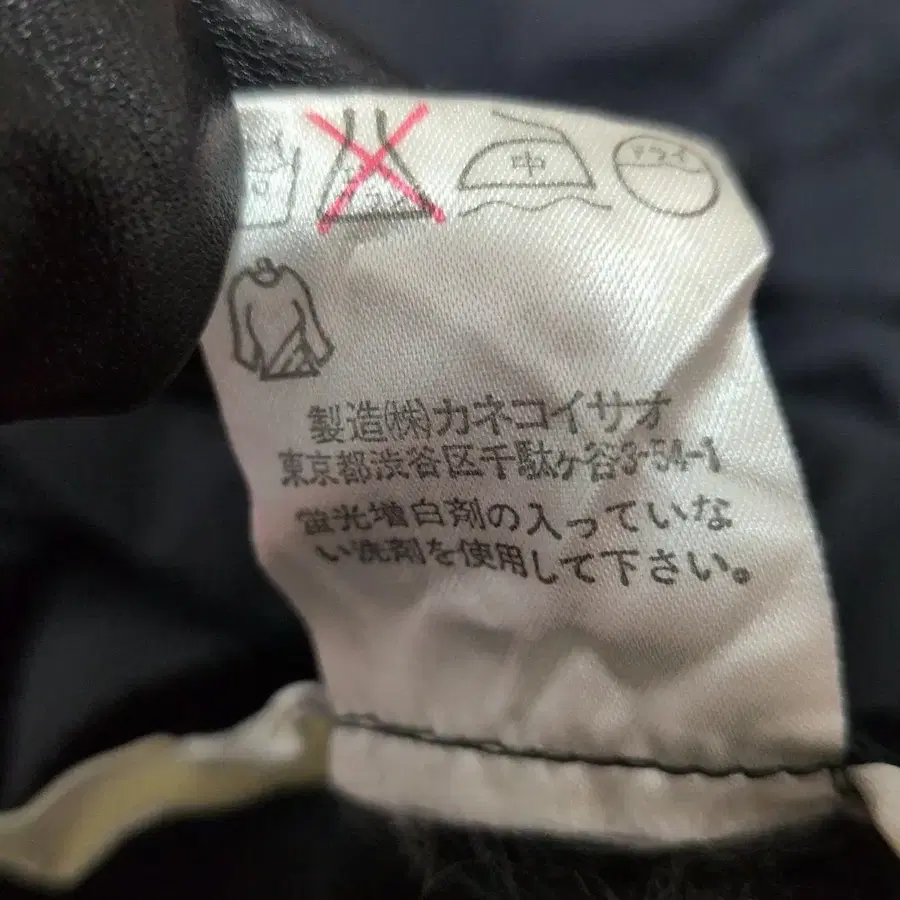 中 ドライ
製造㈱カネコイサオ
東京都渋谷区千駄ヶ谷3-54-1
蛍光増白剤の入っていな
い洗剤を使用して下さい。